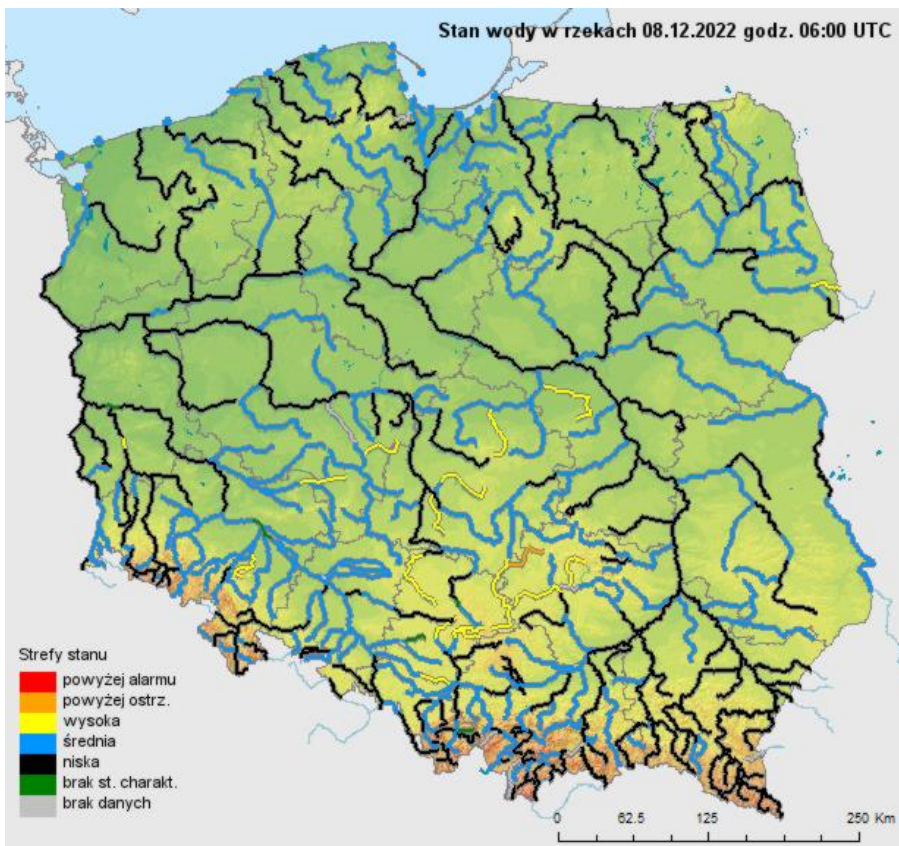 Stan wody w rzekach 08.12.2022 godz. 06:00 UTC
Strefy stanu
powyżej alarmu
powyżej ostrz.
wysoka
średnia
niska
brak st. charakt.
brak danych
0 62.5 125 250 Km